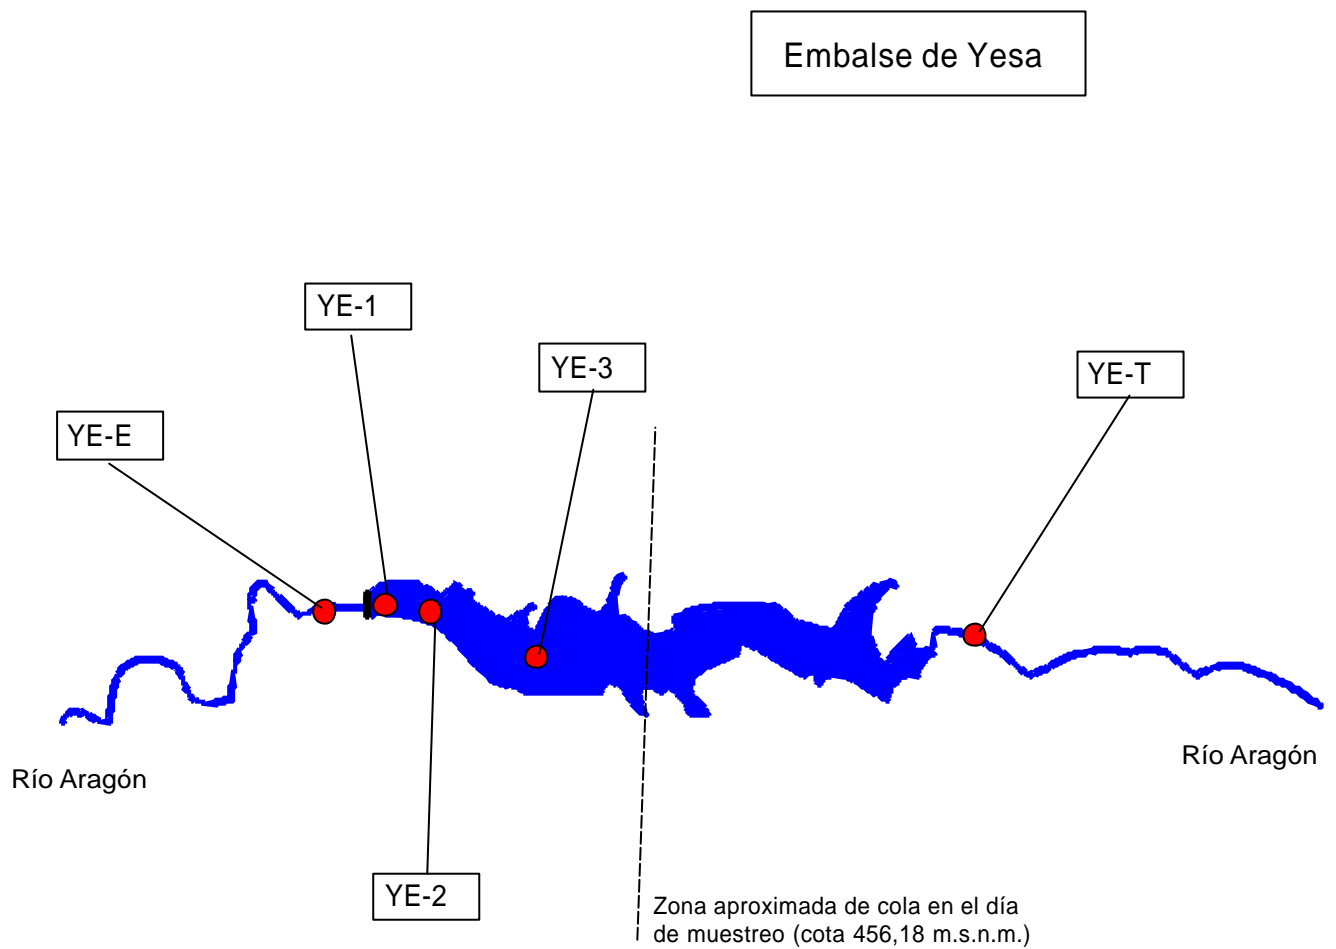 Embalse de Yesa
YE-1
YE-3
YE-T
YE-E
Río Aragón
Río Aragón
YE-2
Zona aproximada de cola en el día
de muestreo (cota 456,18 m.s.n.m.)